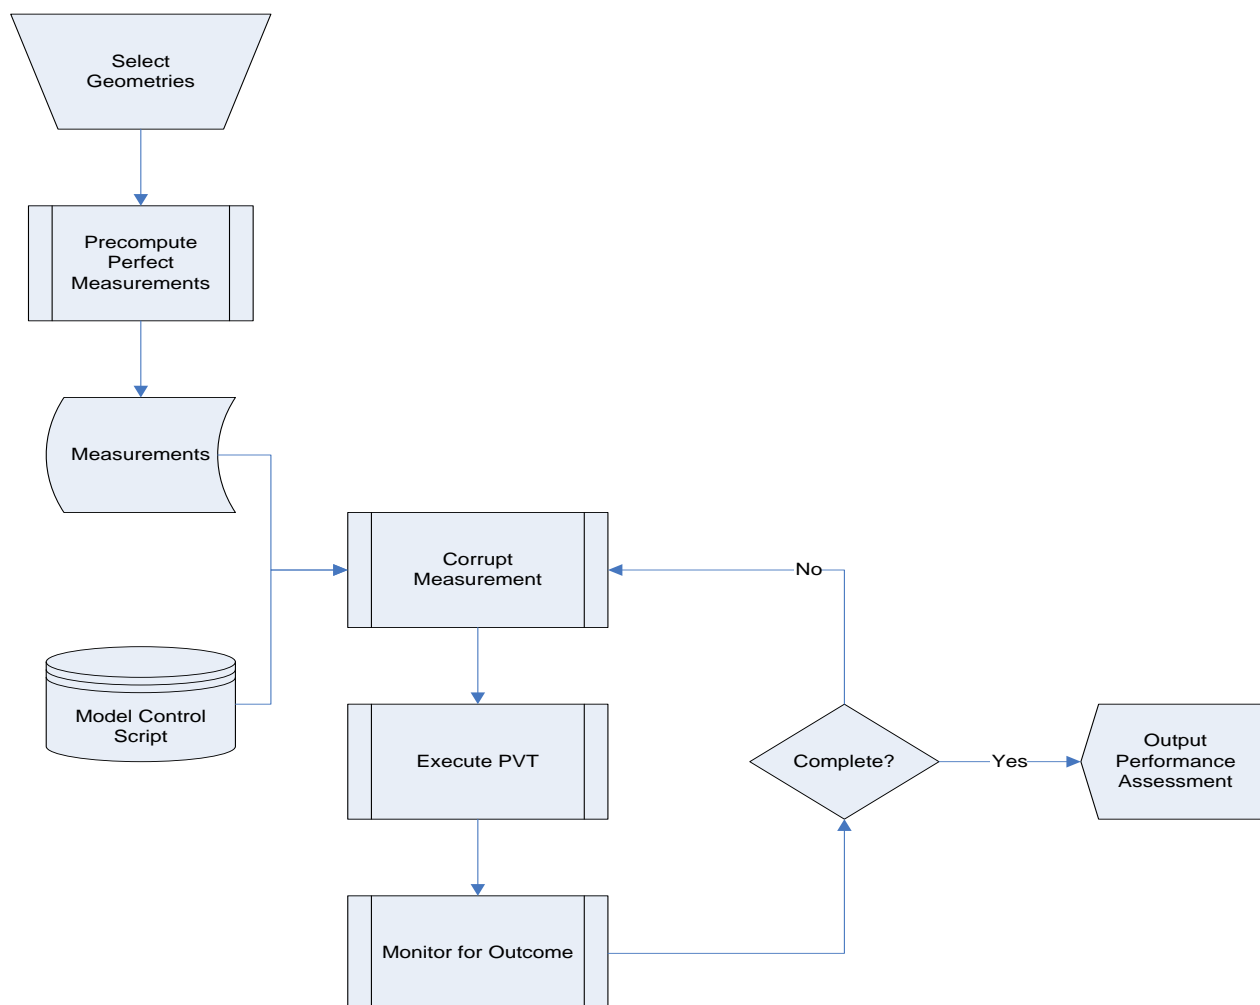 Select
Geometries
Precompute
Perfect
Measurements
Measurements
Corrupt
Measurement
No
Model Control
Script
Execute PVT
Complete?
Yes
Output
Performance
Assessment
Monitor for Outcome